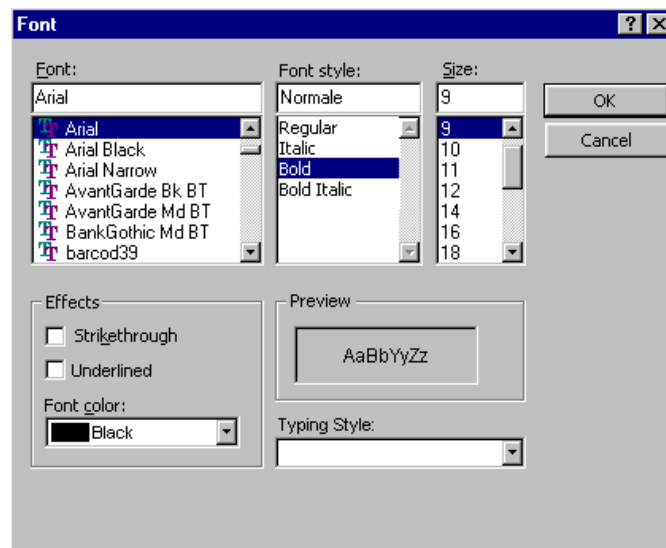 Font
Font: Font style: Size:
Arial Normale 9 OK
Arial Regular 9 Cancel
Arial Black Italic 10
Arial Narrow Bold 11
AvantGarde Bk BT Bold Italic 12
AvantGarde Md BT 14
BankGothic Md BT 16
barcod39 18
Effects Preview
Strikethrough
AaBbYyZz
Underlined
Font color:
Black
Typing Style: